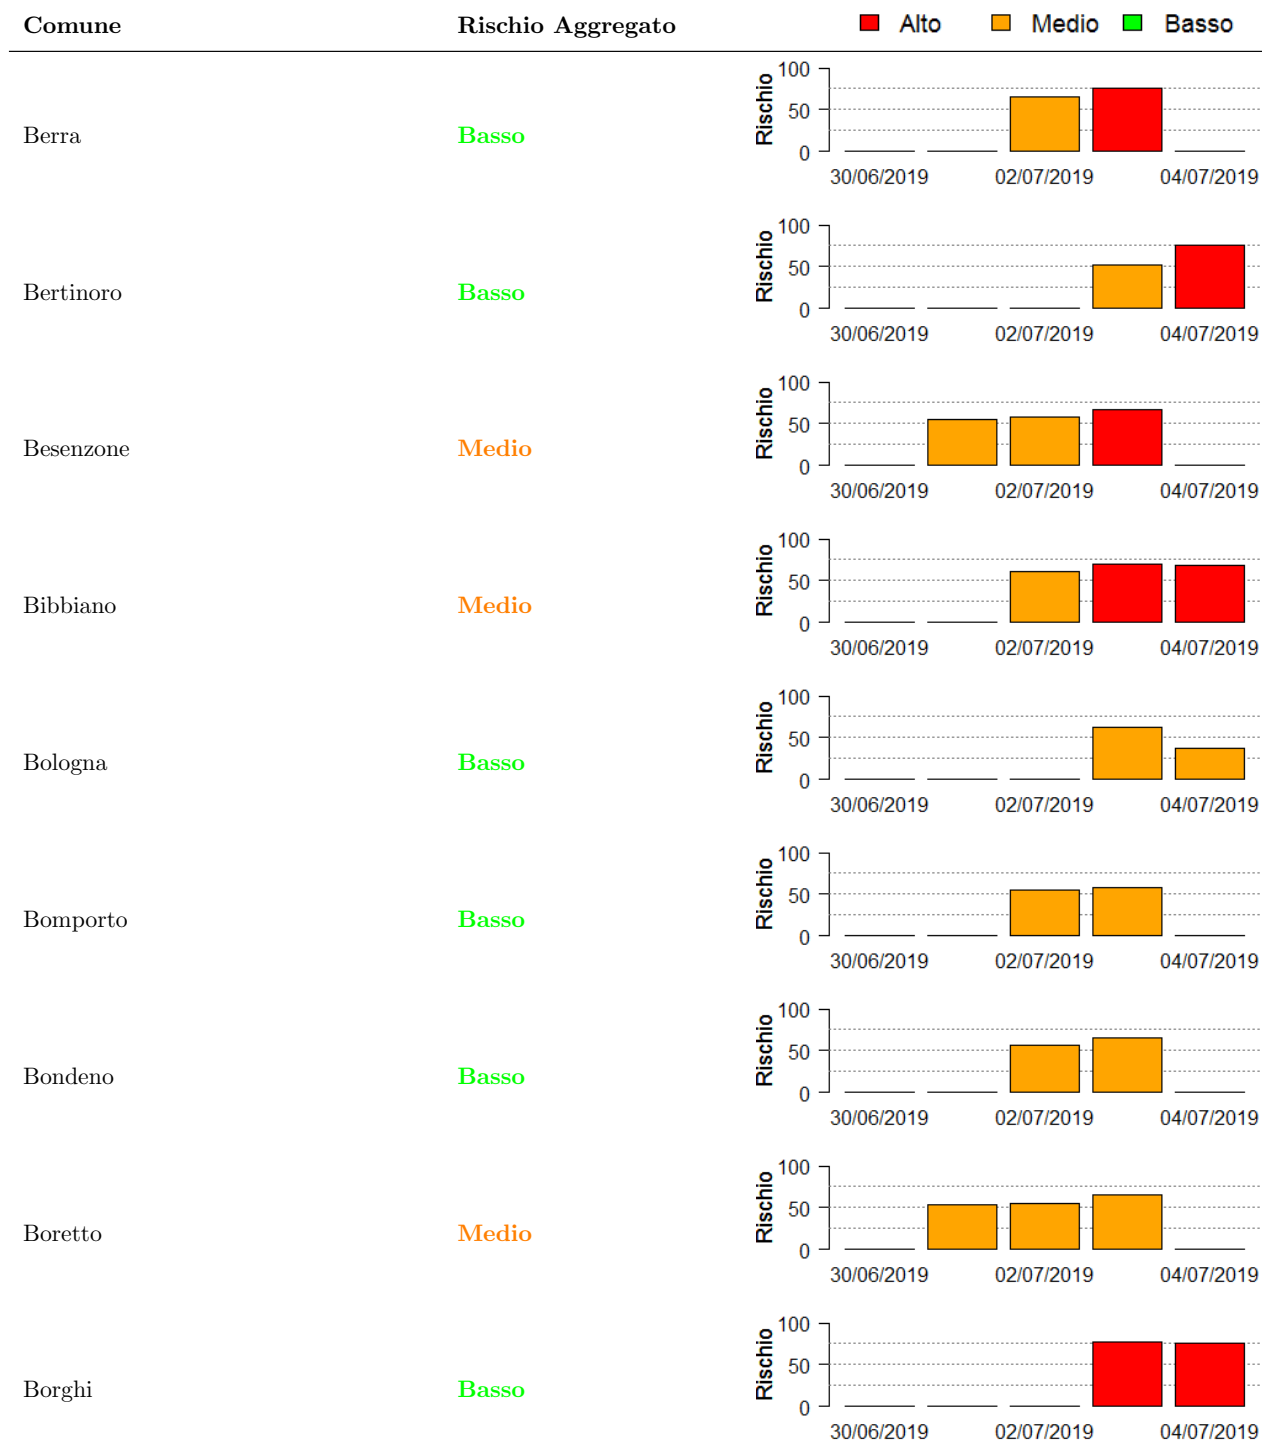 Comune Rischio Aggregato Alto Medio Basso
Berra Basso Rischio 100 50 0
30/06/2019 02/07/2019 04/07/2019
Bertinoro Basso Rischio 100 50 0
30/06/2019 02/07/2019 04/07/2019
Besenzone Medio Rischio 100 50 0
30/06/2019 02/07/2019 04/07/2019
Bibbiano Medio Rischio 100 50 0
30/06/2019 02/07/2019 04/07/2019
Bologna Basso Rischio 100 50 0
30/06/2019 02/07/2019 04/07/2019
Bomporto Basso Rischio 100 50 0
30/06/2019 02/07/2019 04/07/2019
Bondeno Basso Rischio 100 50 0
30/06/2019 02/07/2019 04/07/2019
Boretto Medio Rischio 100 50 0
30/06/2019 02/07/2019 04/07/2019
Borghi Basso Rischio 100 50 0
30/06/2019 02/07/2019 04/07/2019